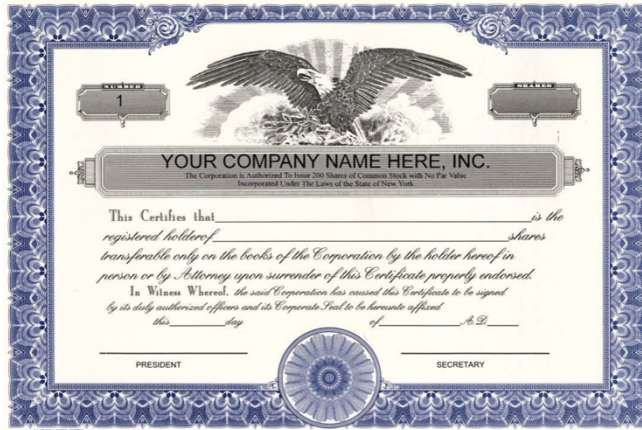 NUMBER
SHARES
1
YOUR COMPANY NAME HERE, INC.
The Corporation is Authorized To Issue 200 Shares of Common Stock with No Par Value
Incorporated Under The Laws of the State of New York
This Certifies that is the
registered holderof shares
transferable only on the books of the Corporation by the holder hereof in
person or by Attorney upon surrender of this Certificate properly endorsed.
In Witness Whereof, the said Corporation has caused this Certificate to be signed
by its duly authorized officers and its Corporate Seal to be hereunto affixed
this day of A.D.
PRESIDENT SECRETARY